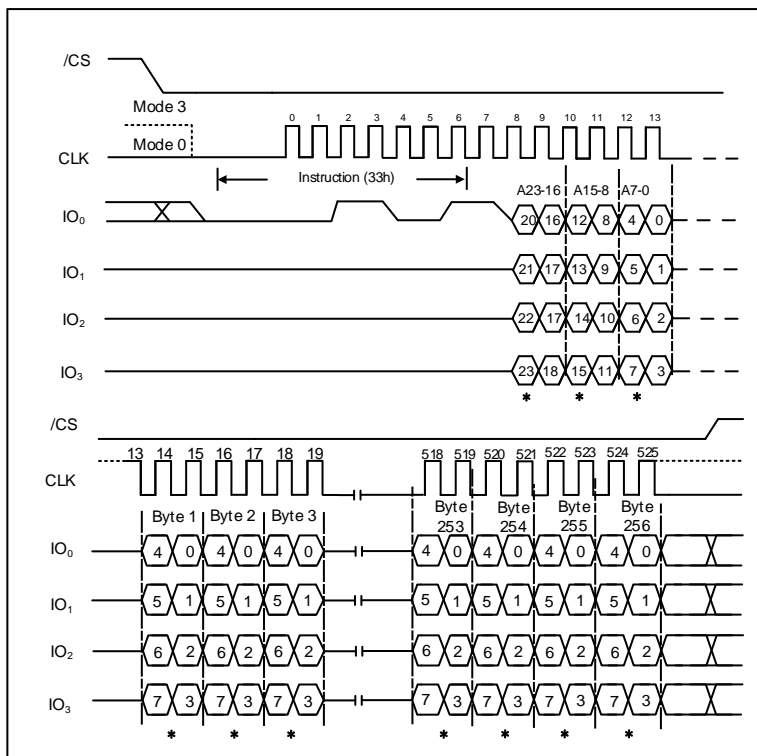 /CS
Mode 3
Mode 0
CLK
0 1 2 3 4 5 6 7 8 9 10 11 12 13
Instruction (33h)
A23-16 A15-8 A7-0
IO0 20 16 12 8 4 0
IO1 21 17 13 9 5 1
IO2 22 17 14 10 6 2
IO3 23 18 15 11 7 3
* * *
/CS
13 14 15 16 17 18 19 518 519 520 521 522 523 524 525
CLK
Byte 1 Byte 2 Byte 3 Byte 253 Byte 254 Byte 255 Byte 256
IO0 4 0 4 0 4 0 4 0 4 0 4 0 4 0
IO1 5 1 5 1 5 1 5 1 5 1 5 1 5 1
IO2 6 2 6 2 6 2 6 2 6 2 6 2 6 2
IO3 7 3 7 3 7 3 7 3 7 3 7 3 7 3
* * * * * * *